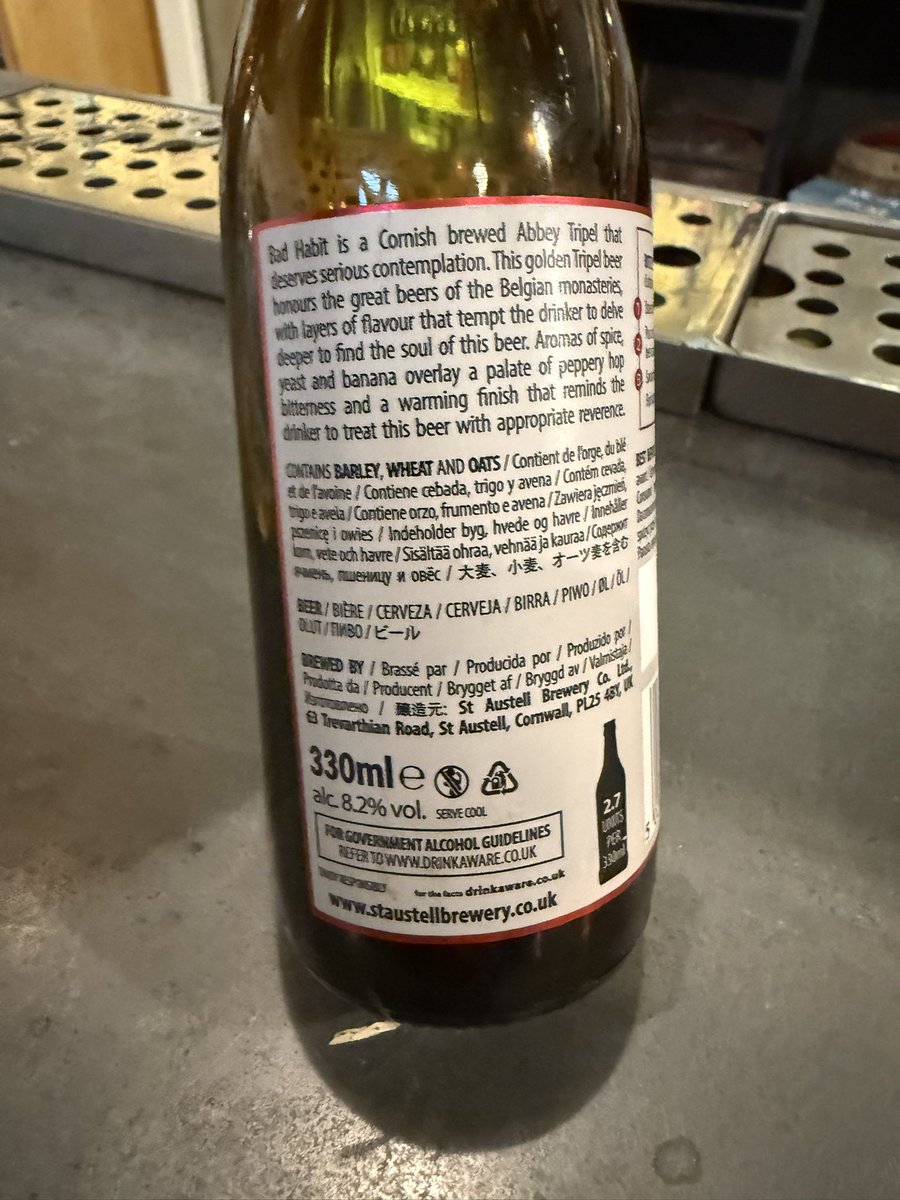 Bad Habit is a Cornish brewed Abbey Tripel that
deserves serious contemplation. This golden Tripel beer
honours the great beers of the Belgian monasteries,
with layers of flavour that tempt the drinker to delve
deeper to find the soul of this beer. Aromas of spice,
yeast and banana overlay a palate of peppery hop
bitterness and a warming finish that reminds the
drinker to treat this beer with appropriate reverence.
CONTAINS BARLEY, WHEAT AND OATS / Contient de l'orge, du blé
et de l'avoine / Contiene cebada, trigo y avena / Contém cevada,
trigo e aveia / Contiene orzo, frumento e avena / Zawiera jęczmień,
pszenicę i owies / Indeholder byg, hvede og havre / Innehåller
korn, vete och havre / Sisältää ohraa, vehnää ja kauraa / Содержит
ячмень, пшеницу и овёс / 大麦、小麦、オーツ麦を含む
BEER / BIÈRE / CERVEZA / CERVEJA / BIRRA / PIWO / ØL / ÖL /
OLUT / ПИВО / ビール
BREWED BY / Brassé par / Producida por / Produzido por /
Prodotta da / Producent / Brygget af / Bryggd av / Valmistaja /
Изготовлено / 醸造元: St Austell Brewery Co. Ltd,
63 Trevarthian Road, St Austell, Cornwall, PL25 4BY, UK
330ml e
alc. 8.2% vol. SERVE COOL
2.7
UNITS
PER
330ml
FOR GOVERNMENT ALCOHOL GUIDELINES
REFER TO WWW.DRINKAWARE.CO.UK
ENJOY RESPONSIBLY
for the facts drinkaware.co.uk
www.staustellbrewery.co.uk
1
2
3
BEST
5